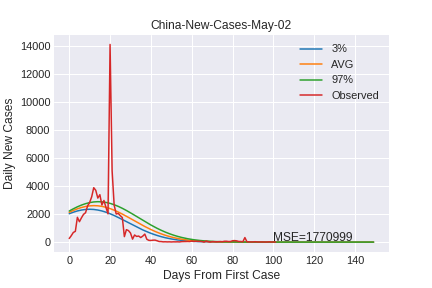 China-New-Cases-May-02
3%
AVG
97%
Observed
Daily New Cases
14000
12000
10000
8000
6000
4000
2000
0
MSE=1770999
0 20 40 60 80 100 120 140
Days From First Case